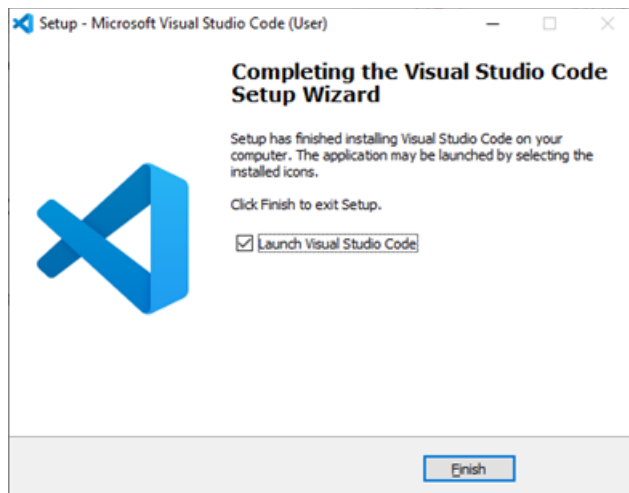 Setup - Microsoft Visual Studio Code (User)
Completing the Visual Studio Code
Setup Wizard
Setup has finished installing Visual Studio Code on your
computer. The application may be launched by selecting the
installed icons.
Click Finish to exit Setup.
Launch Visual Studio Code
Finish